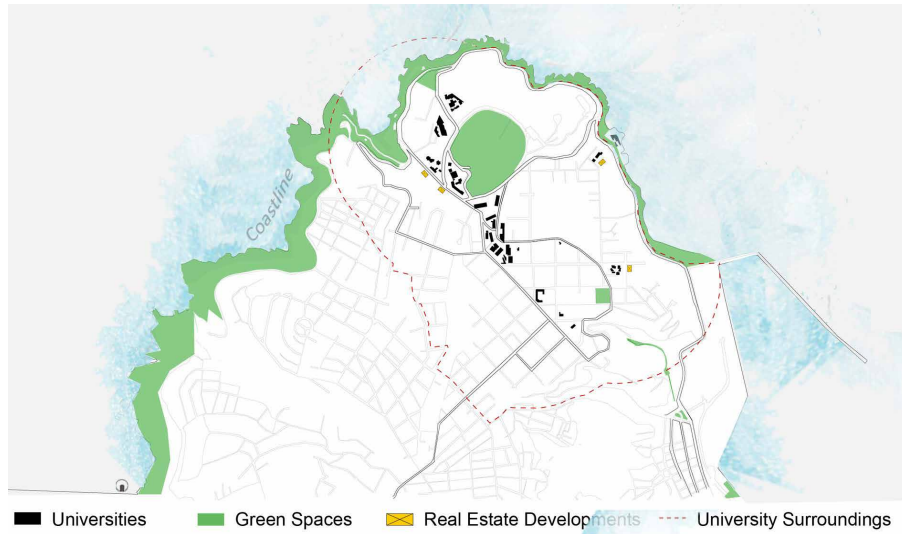 Coastline
Universities
Green Spaces
Real Estate Developments
University Surroundings